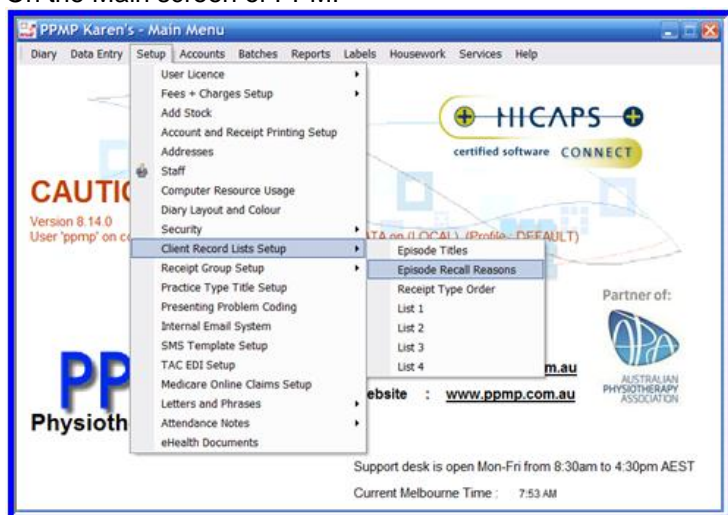 On the Main screen of PPM:
PPMP Karen's - Main Menu
Diary Data Entry Setup Accounts Batches Reports Labels Housework Services Help
User Licence
Fees + Charges Setup
Add Stock
Account and Receipt Printing Setup
Addresses
Staff
Computer Resource Usage
Diary Layout and Colour
Security
Client Record Lists Setup
Receipt Group Setup
Practice Type Title Setup
Presenting Problem Coding
Internal Email System
SMS Template Setup
TAC EDI Setup
Medicare Online Claims Setup
Letters and Phrases
Attendance Notes
eHealth Documents
Episode Titles
Episode Recall Reasons
Receipt Type Order
List 1
List 2
List 3
List 4
HICAPS
certified software CONNECT
CAUTIO
Version 8.14.0
User 'ppmp' on co
ATA on (LOCAL) (Profile : DEFAULT)
Partner of:
APA
AUSTRALIAN
PHYSIOTHERAPY
ASSOCIATION
PP
Physioth
m.au
ebsite : www.ppmp.com.au
Support desk is open Mon-Fri from 8:30am to 4:30pm AEST
Current Melbourne Time : 7:53 AM